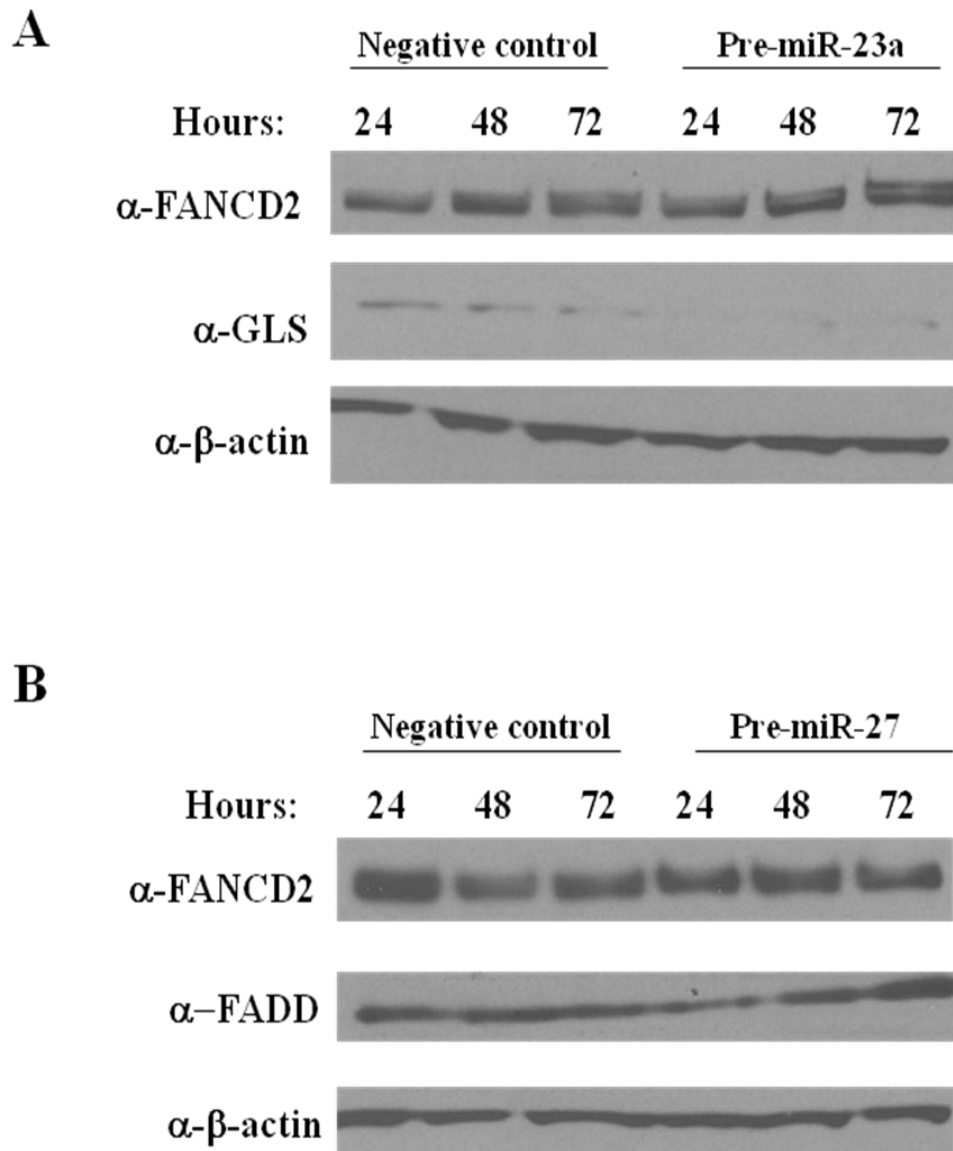 A
Negative control Pre-miR-23a
Hours: 24 48 72 24 48 72
α-FANCD2
α-GLS
α-β-actin
B
Negative control Pre-miR-27
Hours: 24 48 72 24 48 72
α-FANCD2
α–FADD
α-β-actin